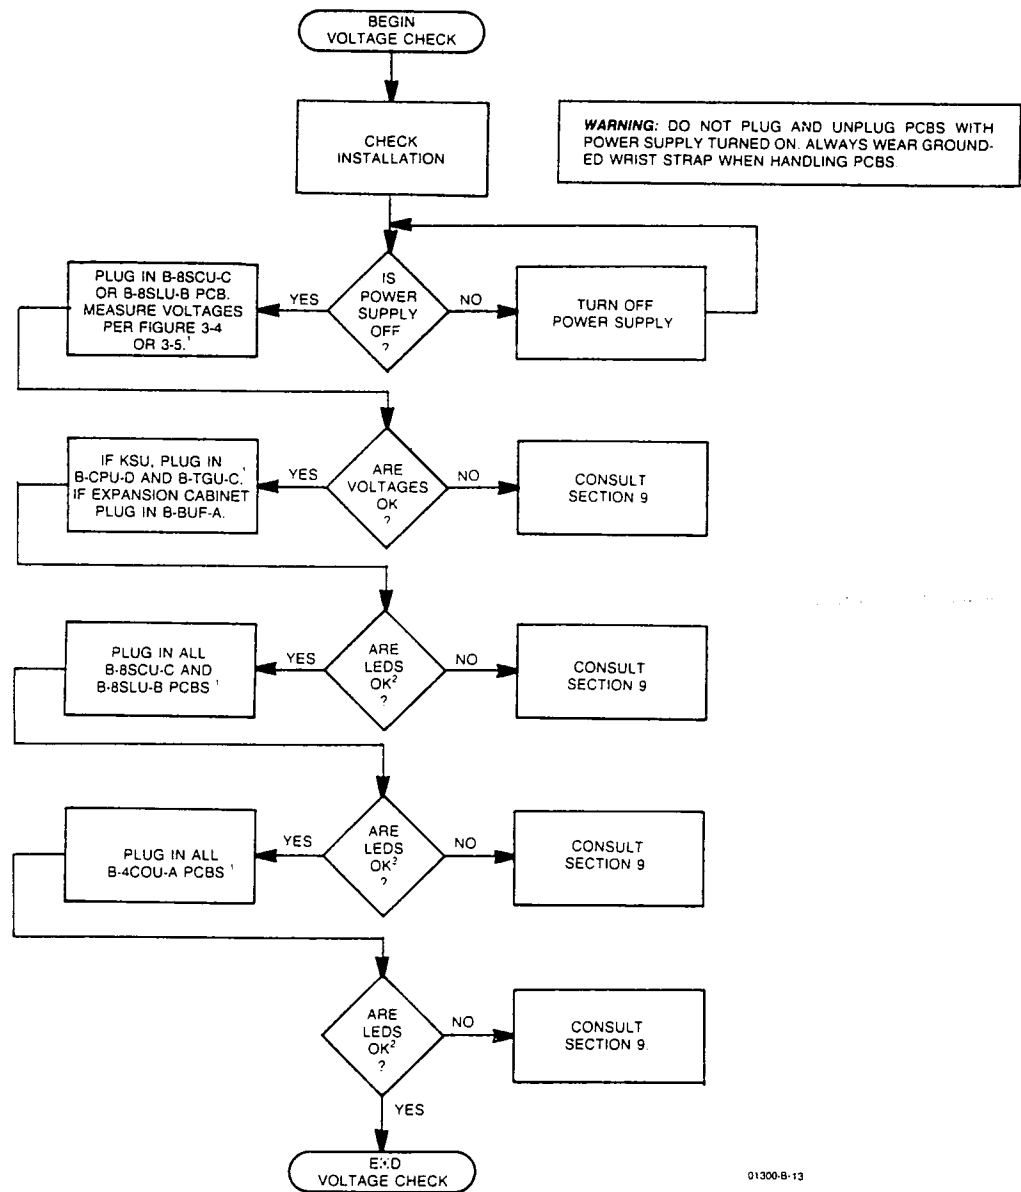 BEGIN
VOLTAGE CHECK
CHECK
INSTALLATION
WARNING: DO NOT PLUG AND UNPLUG PCBS WITH
POWER SUPPLY TURNED ON. ALWAYS WEAR GROUND-
ED WRIST STRAP WHEN HANDLING PCBS.
PLUG IN B-8SCU-C
OR B-8SLU-B PCB.
MEASURE VOLTAGES
PER FIGURE 3-4
OR 3-5.¹
YES
IS
POWER
SUPPLY
OFF
?
NO
TURN OFF
POWER SUPPLY
IF KSU, PLUG IN
B-CPU-D AND B-TGU-C.¹
IF EXPANSION CABINET
PLUG IN B-BUF-A.
YES
ARE
VOLTAGES
OK
?
NO
CONSULT
SECTION 9
PLUG IN ALL
B-8SCU-C AND
B-8SLU-B PCBS ¹
YES
ARE
LEDS
OK²
?
NO
CONSULT
SECTION 9
PLUG IN ALL
B-4COU-A PCBS ¹
YES
ARE
LEDS
OK²
?
NO
CONSULT
SECTION 9
ARE
LEDS
OK²
?
NO
CONSULT
SECTION 9.
YES
END
VOLTAGE CHECK
01300-B-13